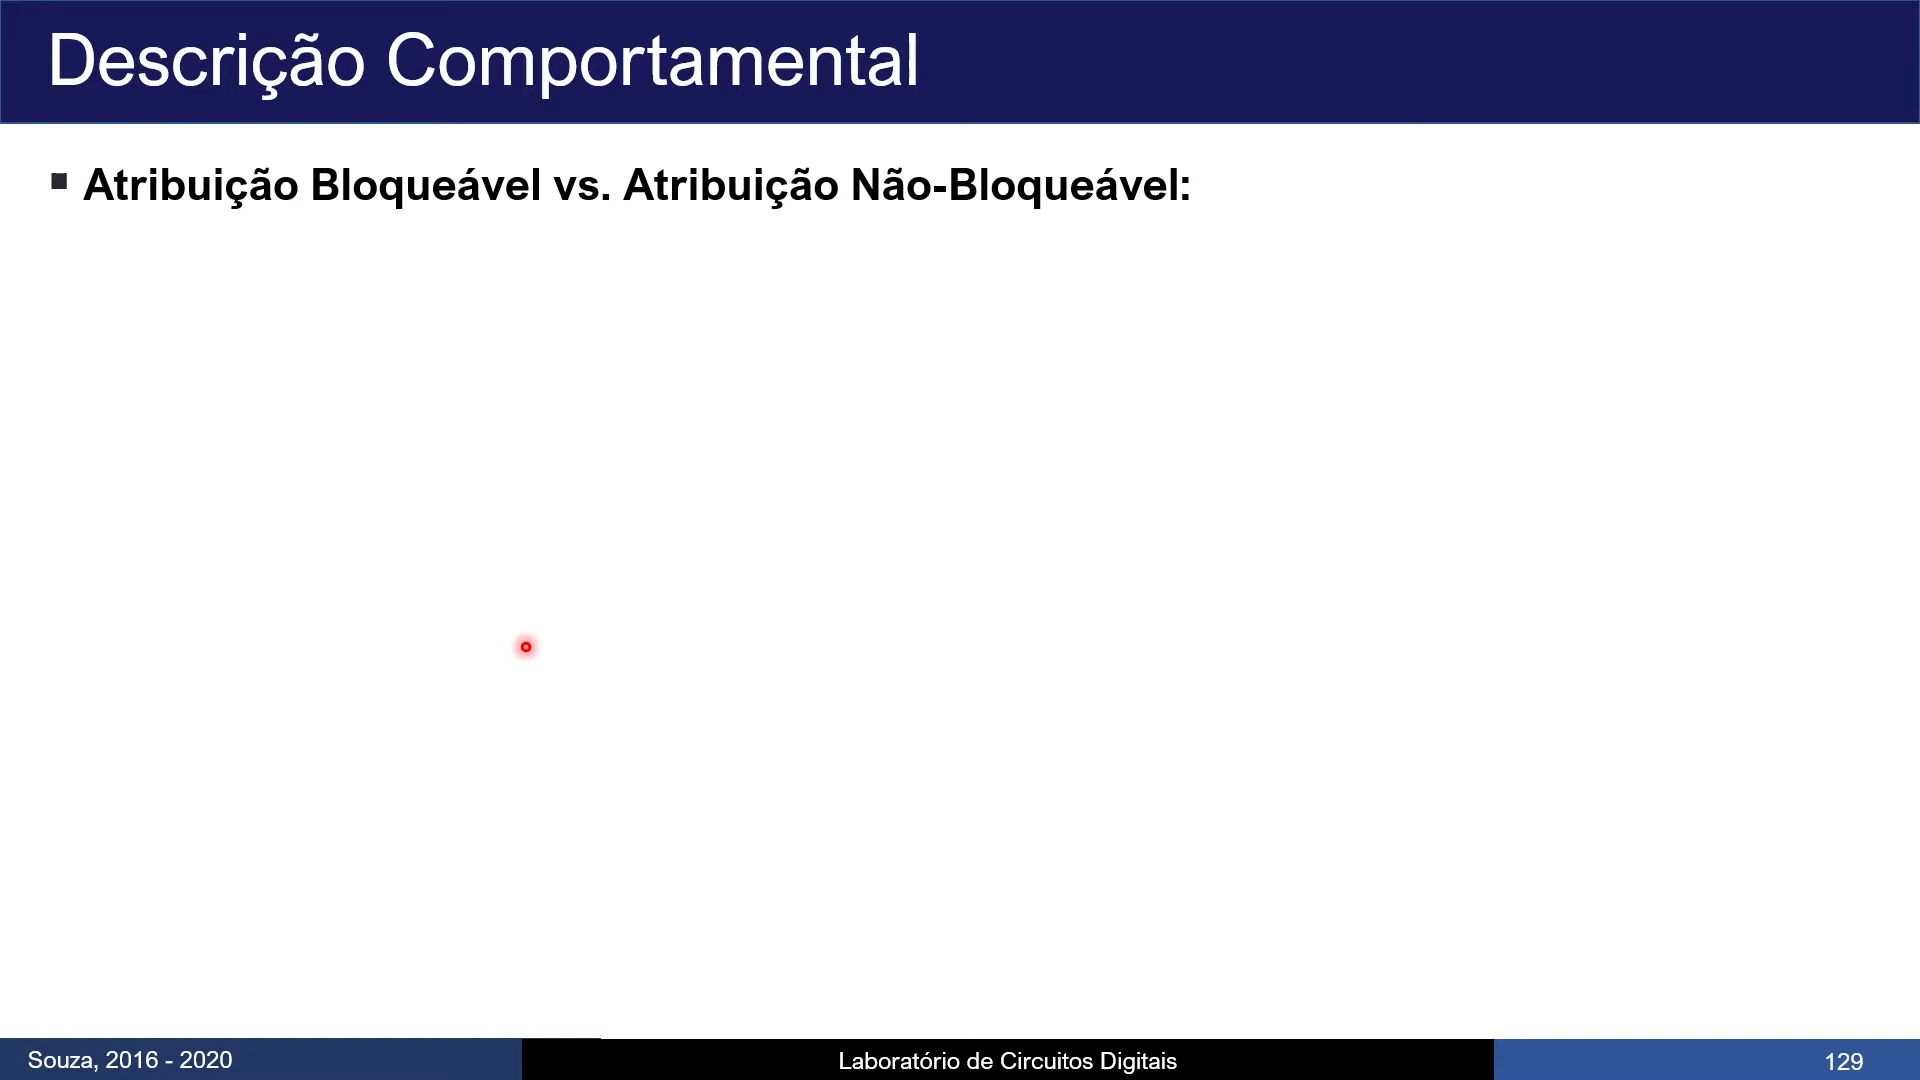 Descrição Comportamental
Atribuição Bloqueável vs. Atribuição Não-Bloqueável:
Souza, 2016 - 2020
Laboratório de Circuitos Digitais
129